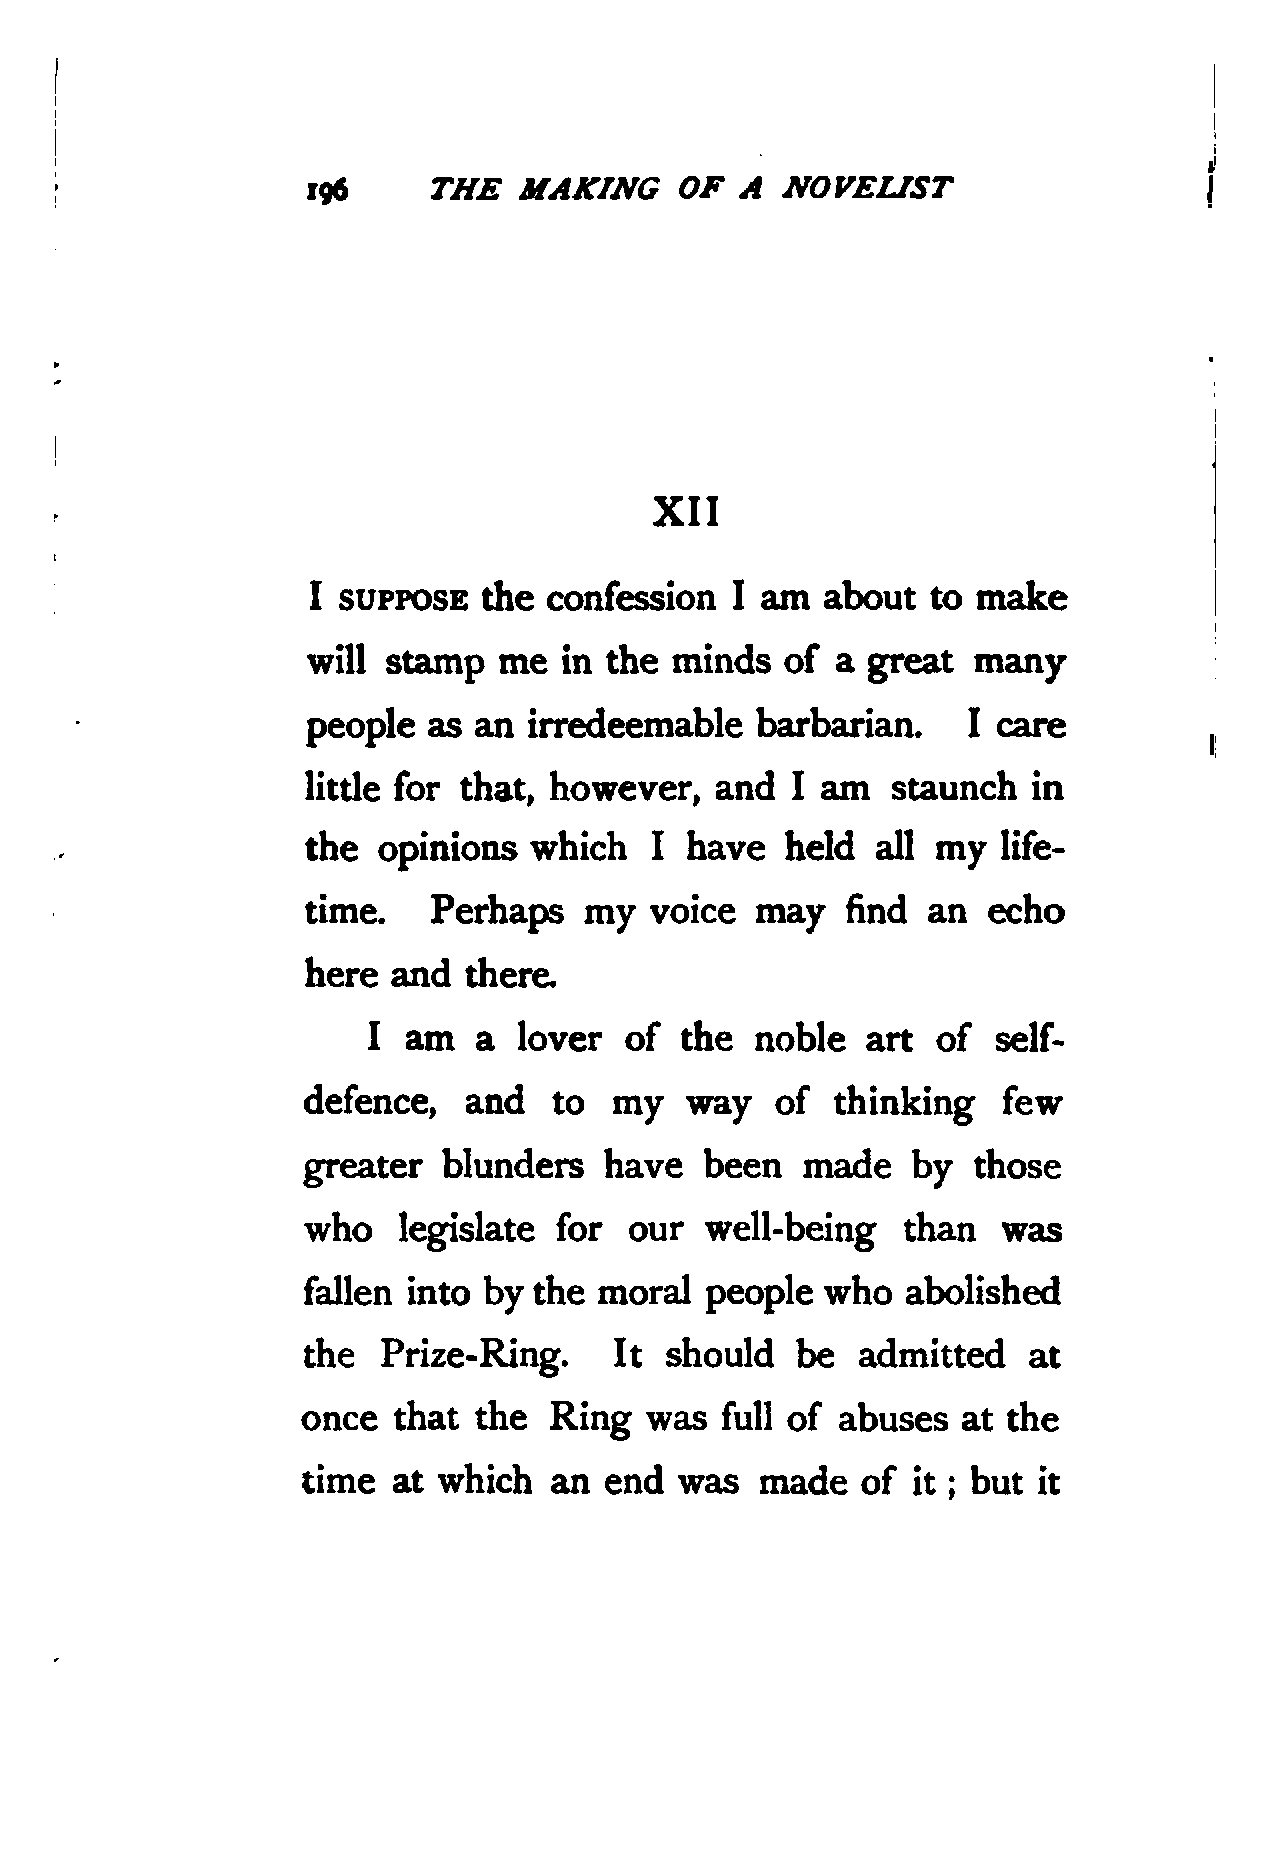 196 THE MAKING OF A NOVELIST
XII
I SUPPOSE the confession I am about to make
will stamp me in the minds of a great many
people as an irredeemable barbarian. I care
little for that, however, and I am staunch in
the opinions which I have held all my life-
time. Perhaps my voice may find an echo
here and there.
I am a lover of the noble art of self-
defence, and to my way of thinking few
greater blunders have been made by those
who legislate for our well-being than was
fallen into by the moral people who abolished
the Prize-Ring. It should be admitted at
once that the Ring was full of abuses at the
time at which an end was made of it ; but it